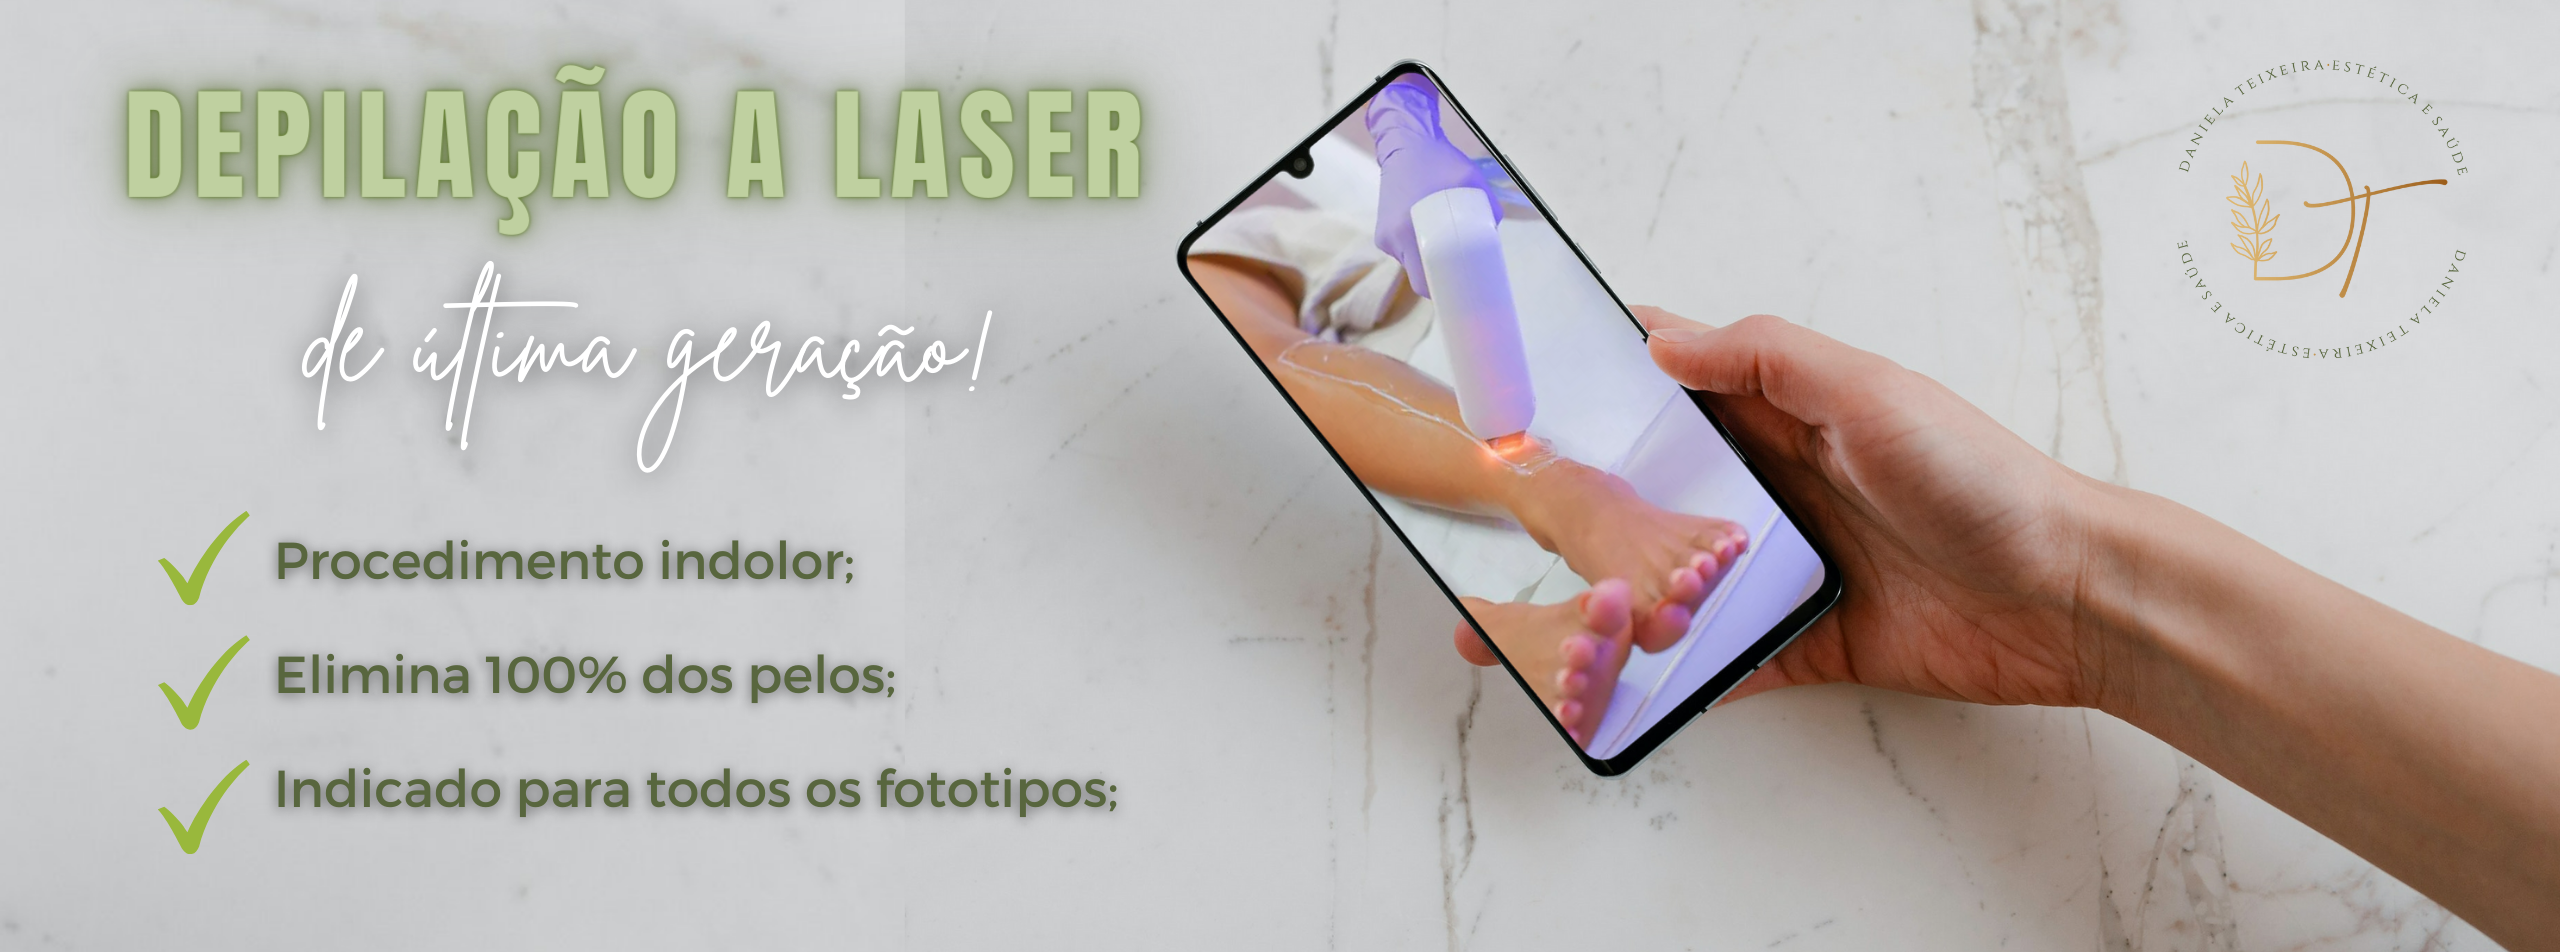 DEPILAÇÃO A LASER
de última geração!
Procedimento indolor;
Elimina 100% dos pelos;
Indicado para todos os fototipos;
DANIELA TEIXEIRA·ESTÉTICA E SAÚDE
DT
DANIELA TEIXEIRA·ESTÉTICA E SAÚDE